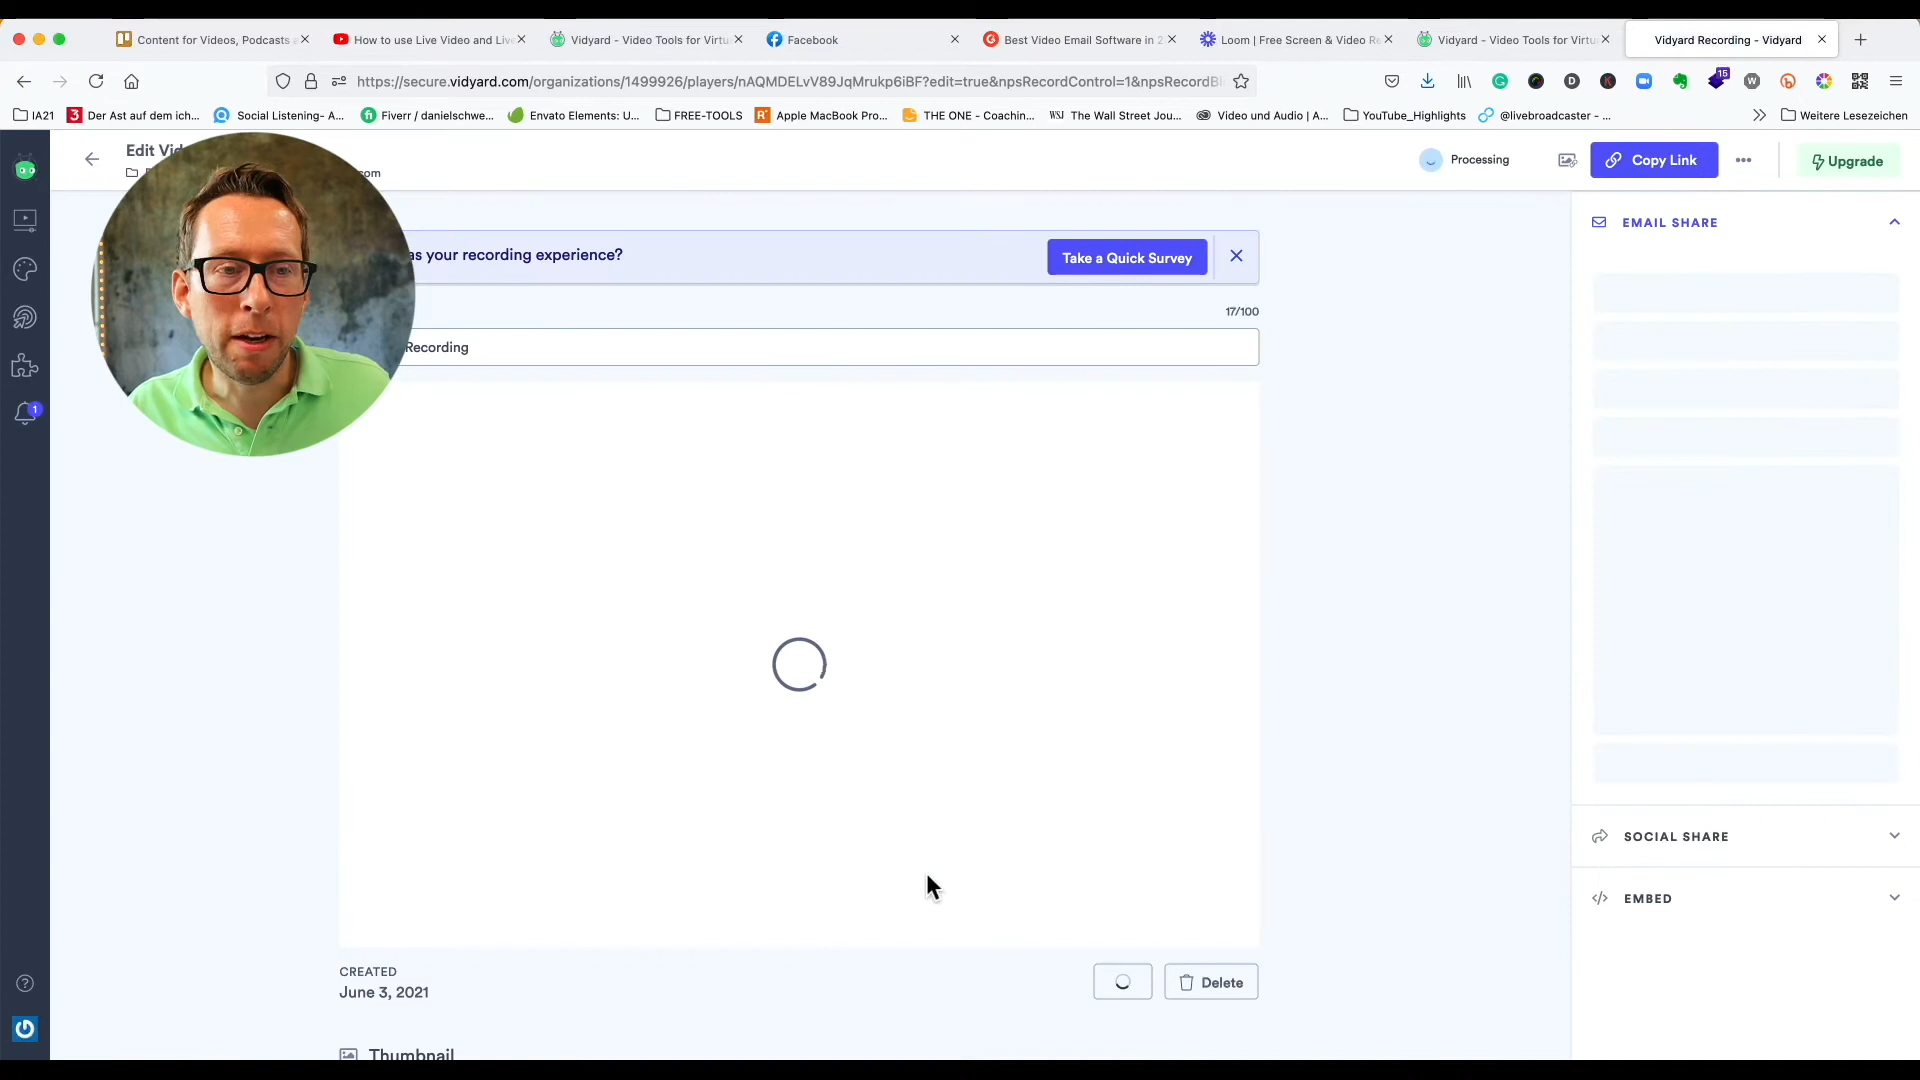 Content for Videos, Podcasts
How to use Live Video and Liv
Vidyard - Video Tools for Virtu
Facebook
Best Video Email Software in 2
Loom | Free Screen & Video Re
Vidyard - Video Tools for Virtu
Vidyard Recording - Vidyard
https://secure.vidyard.com/organizations/1499926/players/nAQMDELvV89JqMrukp6iBF?edit=true&npsRecordControl=1&npsRecordBl
15
IA21
Der Ast auf dem ich...
Social Listening- A...
Fiverr / danielschwe...
Envato Elements: U...
FREE-TOOLS
Apple MacBook Pro...
THE ONE - Coachin...
The Wall Street Jou...
Video und Audio | A...
YouTube_Highlights
@livebroadcaster - ...
Weitere Lesezeichen
Edit Vid
com
Processing
Copy Link
Upgrade
as your recording experience?
Take a Quick Survey
17/100
Recording
1
CREATED
June 3, 2021
Delete
Thumbnail
EMAIL SHARE
SOCIAL SHARE
EMBED